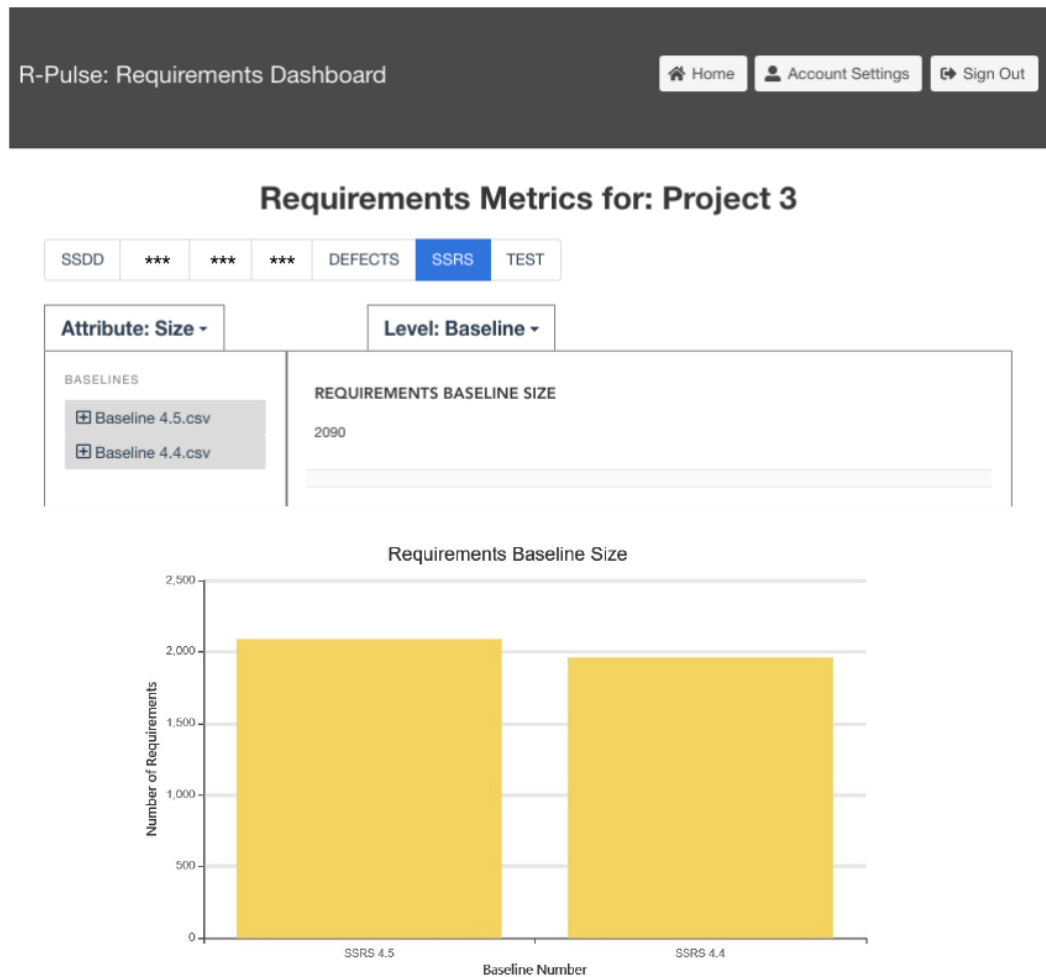 R-Pulse: Requirements Dashboard
Home
Account Settings
Sign Out
Requirements Metrics for: Project 3
SSDD *** *** *** DEFECTS SSRS TEST
Attribute: Size
Level: Baseline
BASELINES
Baseline 4.5.csv
Baseline 4.4.csv
REQUIREMENTS BASELINE SIZE
2090
Requirements Baseline Size
Number of Requirements
2,500
2,000
1,500
1,000
500
0
SSRS 4.5
SSRS 4.4
Baseline Number